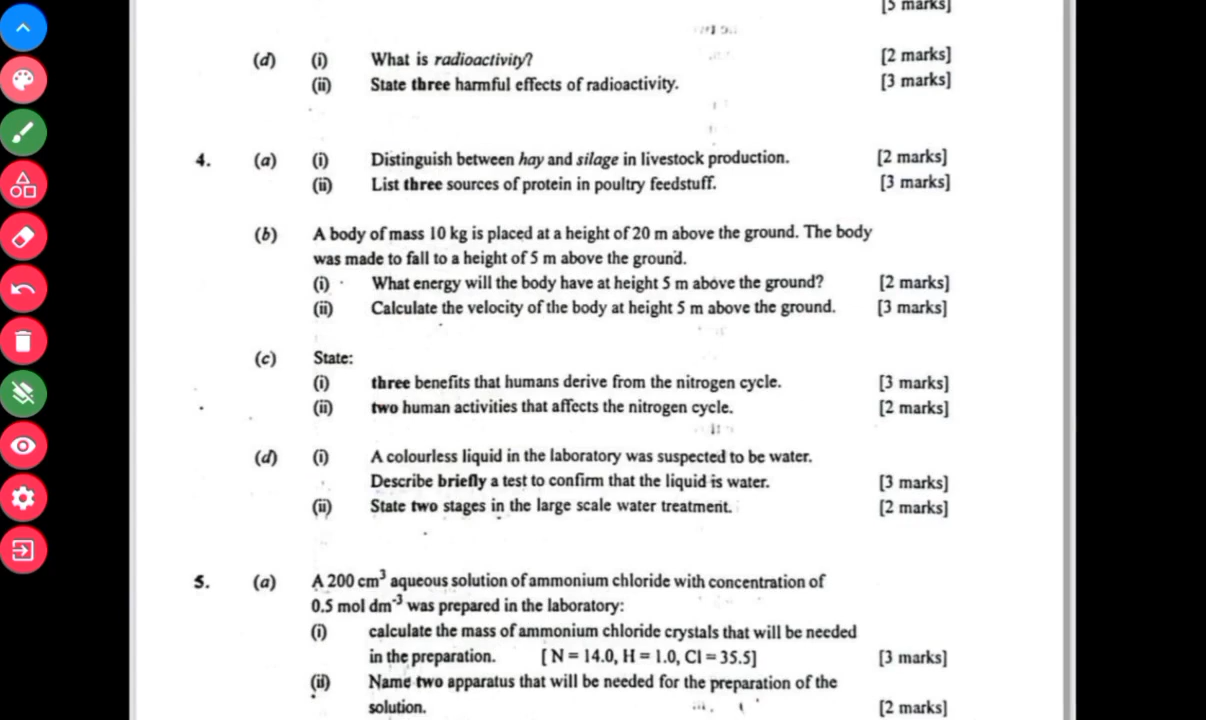 [5 marks]
(d) (i) What is radioactivity? [2 marks]
(ii) State three harmful effects of radioactivity. [3 marks]
4. (a) (i) Distinguish between hay and silage in livestock production. [2 marks]
(ii) List three sources of protein in poultry feedstuff. [3 marks]
(b) A body of mass 10 kg is placed at a height of 20 m above the ground. The body
was made to fall to a height of 5 m above the ground.
(i) What energy will the body have at height 5 m above the ground? [2 marks]
(ii) Calculate the velocity of the body at height 5 m above the ground. [3 marks]
(c) State:
(i) three benefits that humans derive from the nitrogen cycle. [3 marks]
(ii) two human activities that affects the nitrogen cycle. [2 marks]
(d) (i) A colourless liquid in the laboratory was suspected to be water.
Describe briefly a test to confirm that the liquid is water. [3 marks]
(ii) State two stages in the large scale water treatment. [2 marks]
5. (a) A 200 cm³ aqueous solution of ammonium chloride with concentration of
0.5 mol dm⁻³ was prepared in the laboratory:
(i) calculate the mass of ammonium chloride crystals that will be needed
in the preparation. [ N = 14.0, H = 1.0, Cl = 35.5] [3 marks]
(ii) Name two apparatus that will be needed for the preparation of the
solution. [2 marks]